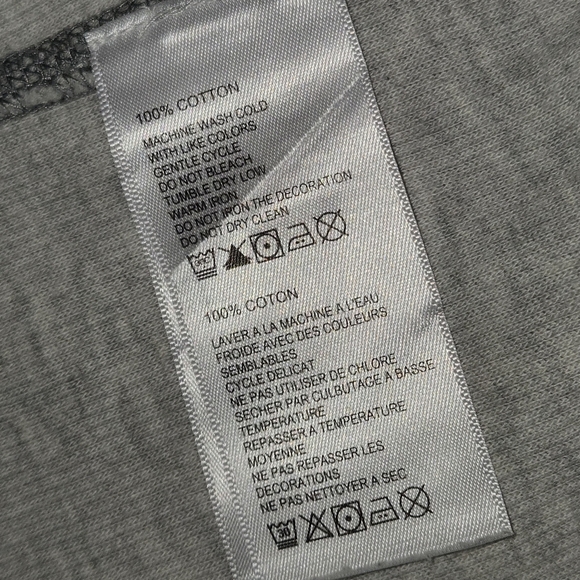 100% COTTON
MACHINE WASH COLD
WITH LIKE COLORS
GENTLE CYCLE
DO NOT BLEACH
TUMBLE DRY LOW
WARM IRON
DO NOT IRON THE DECORATION
DO NOT DRY CLEAN
100% COTON
LAVER A LA MACHINE A L'EAU
FROIDE AVEC DES COULEURS
SEMBLABLES
CYCLE DELICAT
NE PAS UTILISER DE CHLORE
SECHER PAR CULBUTAGE A BASSE
TEMPERATURE
REPASSER A TEMPERATURE
MOYENNE
NE PAS REPASSER LES
DECORATIONS
NE PAS NETTOYER A SEC
30